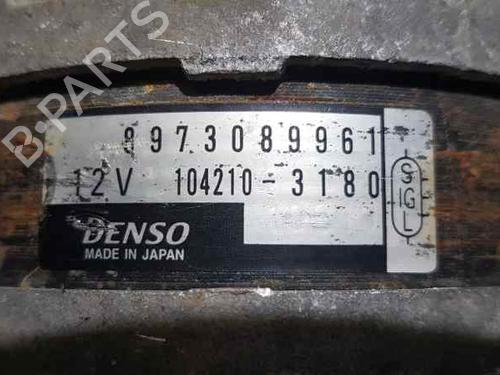 B-PARTS
8973089961
12V 104210-3180
S
IG
L
DENSO
MADE IN JAPAN